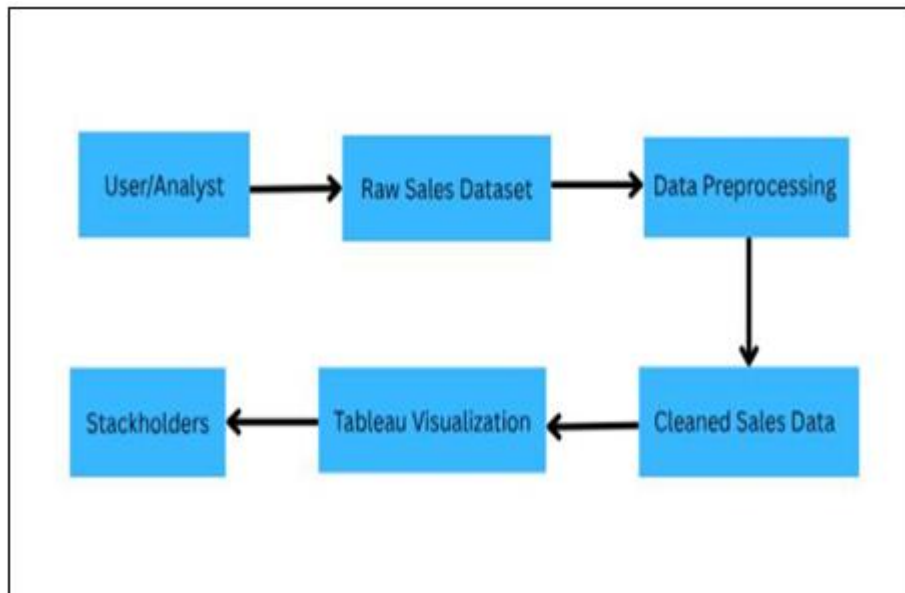 User/Analyst
Raw Sales Dataset
Data Preprocessing
Cleaned Sales Data
Tableau Visualization
Stackholders